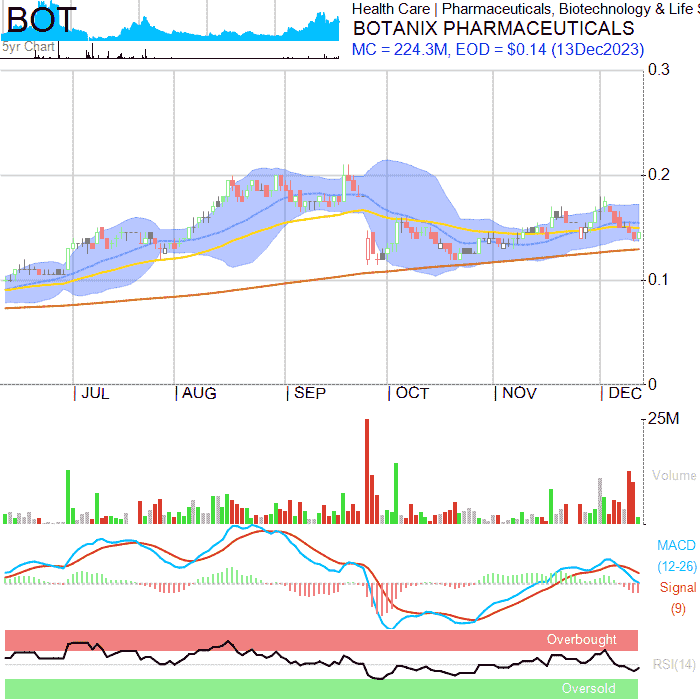 BOT
5yr Chart
Health Care | Pharmaceuticals, Biotechnology & Life S
BOTANIX PHARMACEUTICALS
MC = 224.3M, EOD = $0.14 (13Dec2023)
0.3
0.2
0.1
0
| JUL
| AUG
| SEP
| OCT
| NOV
| DEC
25M
Volume
MACD
(12-26)
Signal
(9)
Overbought
RSI(14)
Oversold